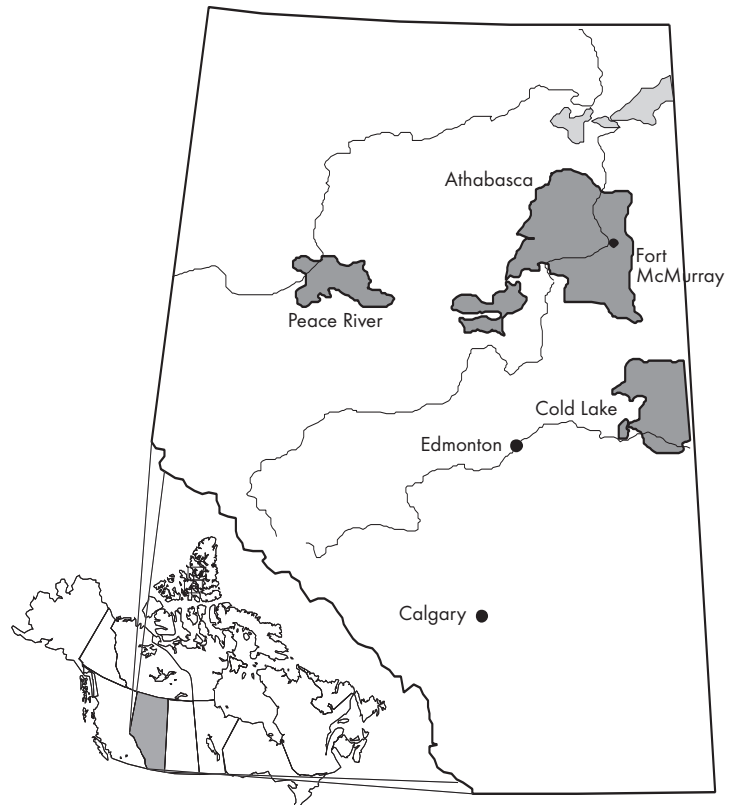 Athabasca
Fort
McMurray
Peace River
Cold Lake
Edmonton
Calgary